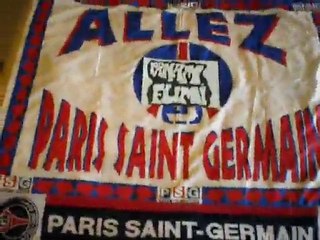 ALLEZ
PARIS SAINT GERMAIN
PSG
PSG
PARIS SAINT-GERMAIN